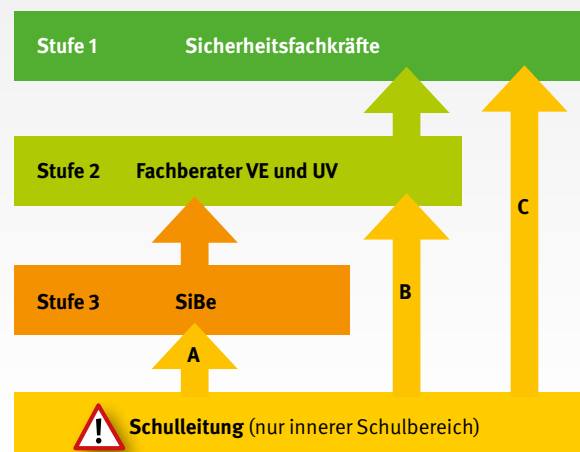 Stufe 1 Sicherheitsfachkräfte
Stufe 2 Fachberater VE und UV
C
B
Stufe 3 SiBe
A
! Schulleitung (nur innerer Schulbereich)